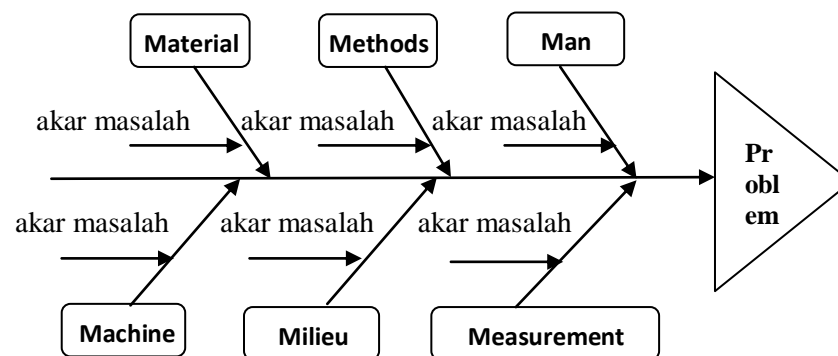 Material
Methods
Man
akar masalah
akar masalah
akar masalah
Pr
obl
em
akar masalah
akar masalah
akar masalah
Machine
Milieu
Measurement